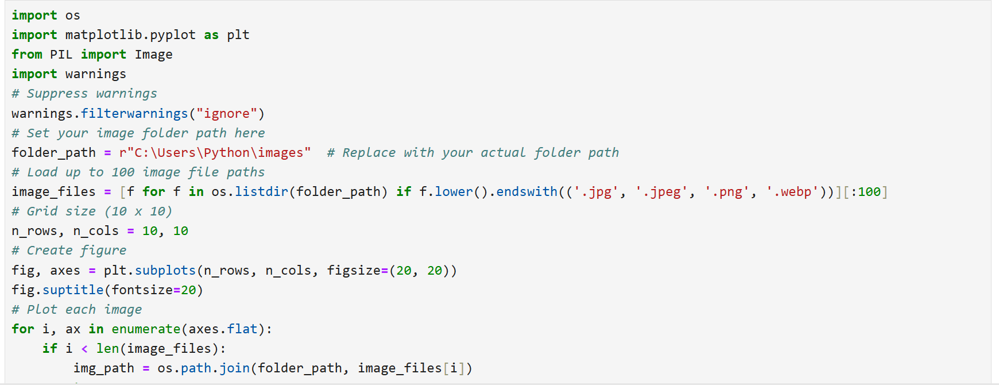 import os
import matplotlib.pyplot as plt
from PIL import Image
import warnings
# Suppress warnings
warnings.filterwarnings("ignore")
# Set your image folder path here
folder_path = r"C:\Users\Python\images"  # Replace with your actual folder path
# Load up to 100 image file paths
image_files = [f for f in os.listdir(folder_path) if f.lower().endswith(('.jpg', '.jpeg', '.png', '.webp'))][:100]
# Grid size (10 x 10)
n_rows, n_cols = 10, 10
# Create figure
fig, axes = plt.subplots(n_rows, n_cols, figsize=(20, 20))
fig.suptitle(fontsize=20)
# Plot each image
for i, ax in enumerate(axes.flat):
    if i < len(image_files):
        img_path = os.path.join(folder_path, image_files[i])